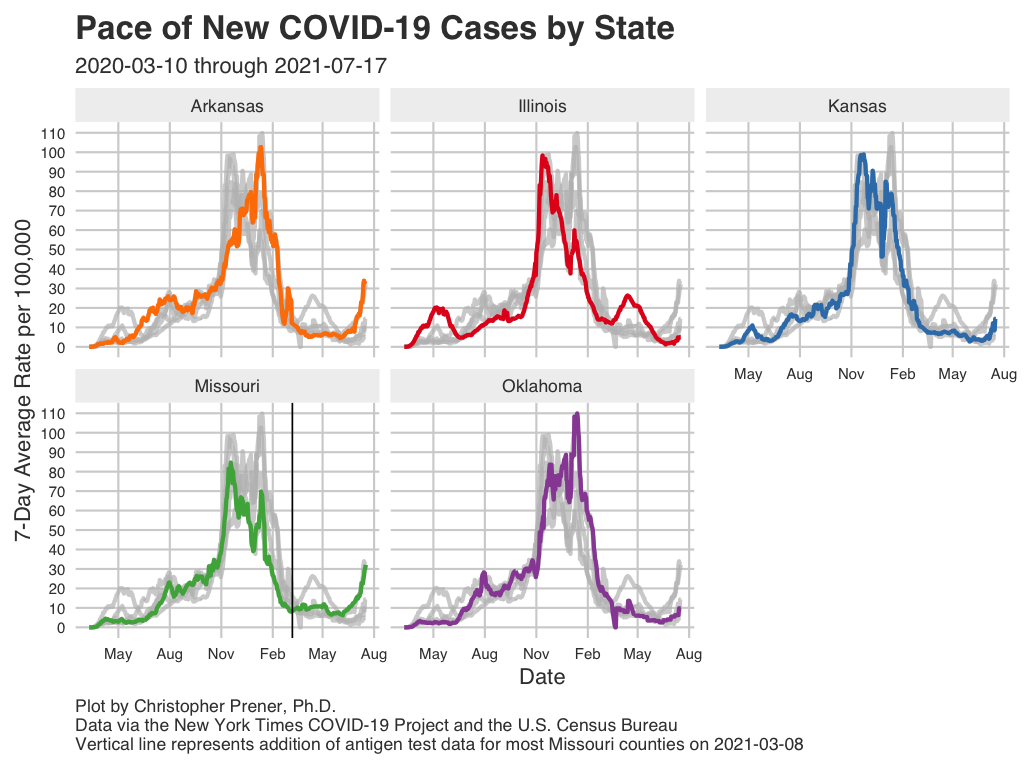 Pace of New COVID-19 Cases by State
2020-03-10 through 2021-07-17
Arkansas Illinois Kansas
110
100
90
80
70
60
50
40
30
20
10
0
May Aug Nov Feb May Aug
Missouri Oklahoma
110
100
90
80
70
60
50
40
30
20
10
0
May Aug Nov Feb May Aug May Aug Nov Feb May Aug
7-Day Average Rate per 100,000
Date
Plot by Christopher Prener, Ph.D.
Data via the New York Times COVID-19 Project and the U.S. Census Bureau
Vertical line represents addition of antigen test data for most Missouri counties on 2021-03-08